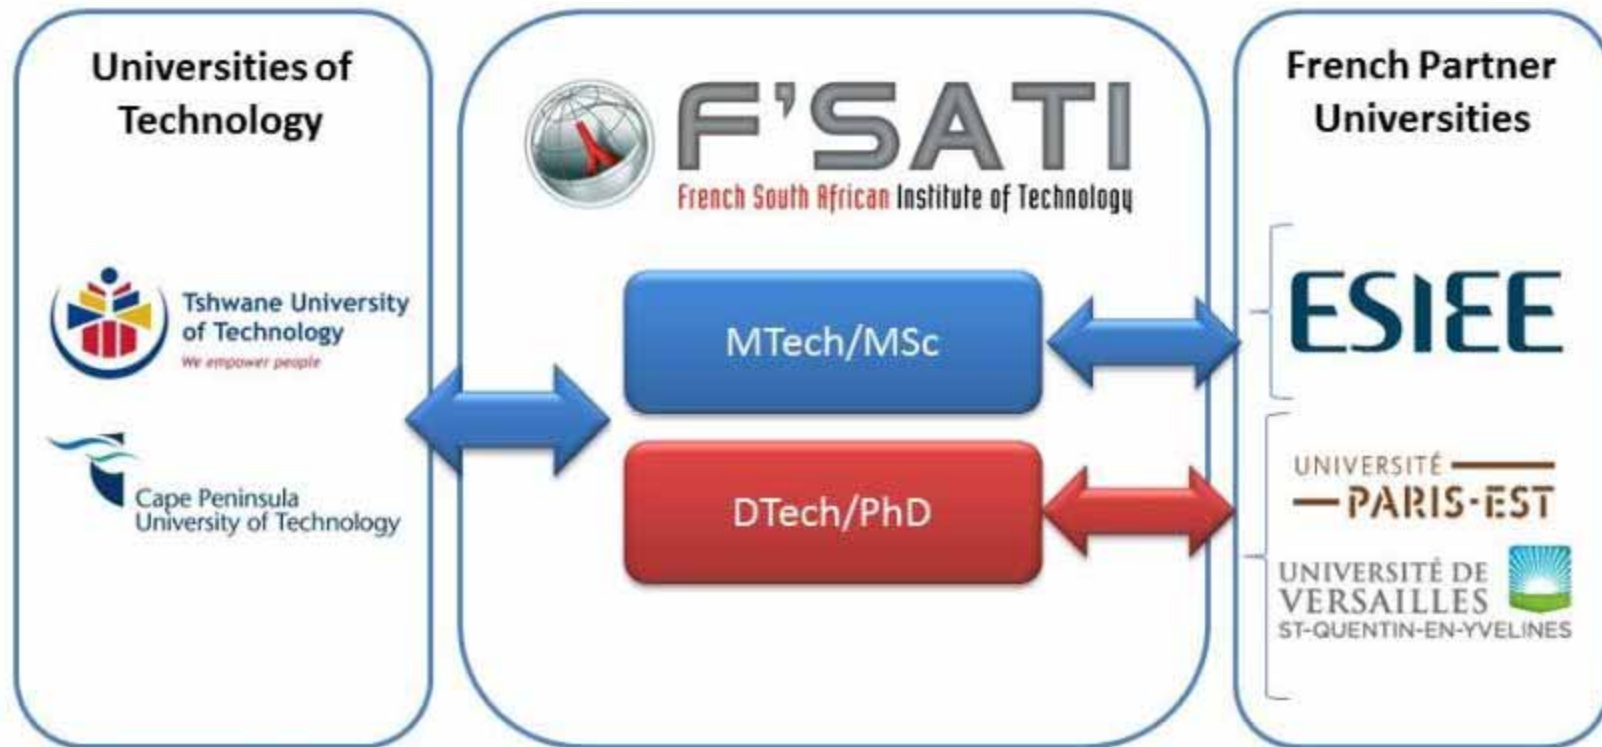 Universities of
Technology
Tshwane University
of Technology
We empower people
Cape Peninsula
University of Technology
F'SATI
French South African Institute of Technology
MTech/MSc
DTech/PhD
French Partner
Universities
ESIEE
UNIVERSITÉ
PARIS-EST
UNIVERSITÉ DE
VERSAILLES
ST-QUENTIN-EN-YVELINES